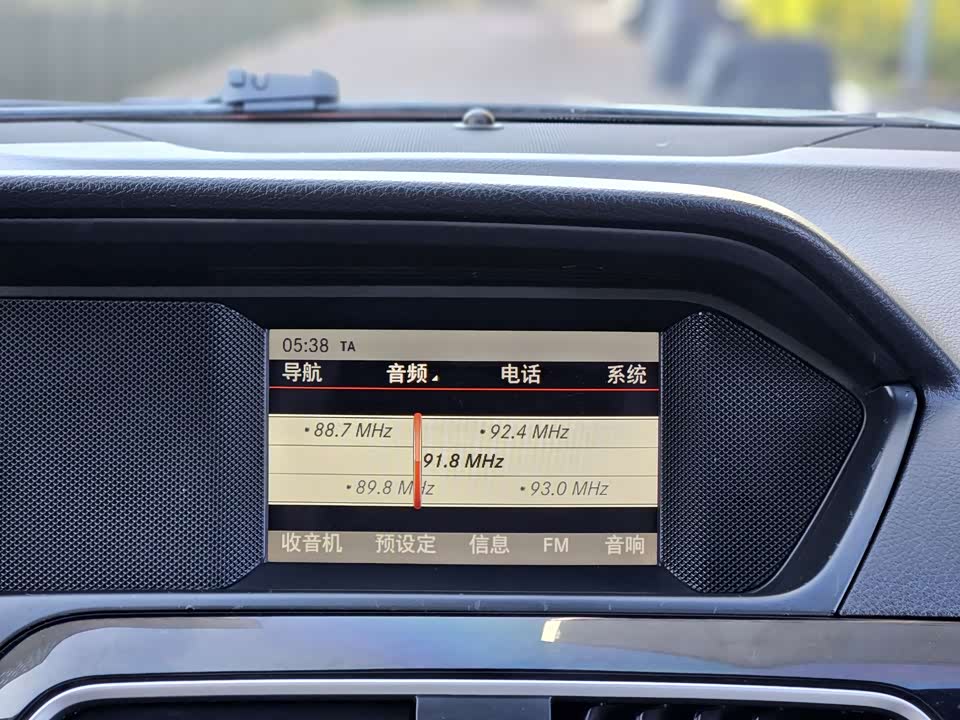 05:38 TA
导航 音频 电话 系统
•88.7 MHz •92.4 MHz
91.8 MHz
•89.8 MHz •93.0 MHz
收音机 预设定 信息 FM 音响